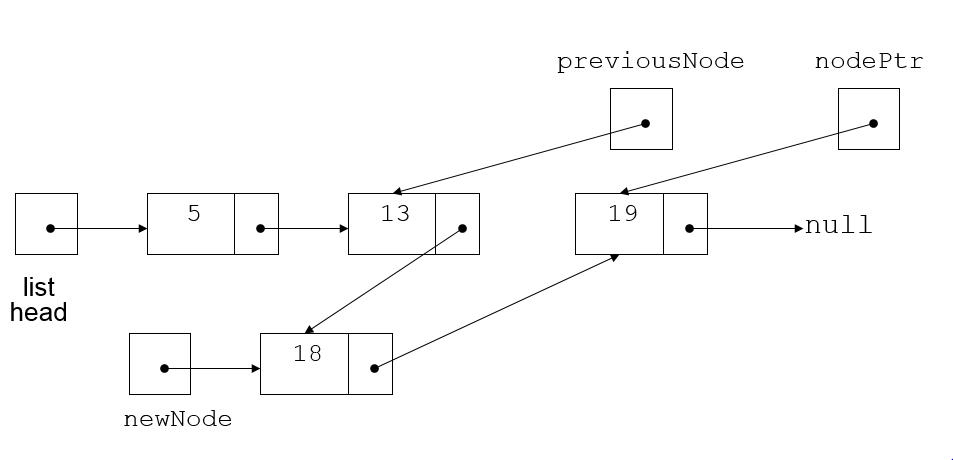 previousNode nodePtr
5 13 19 null
list
head
18
newNode